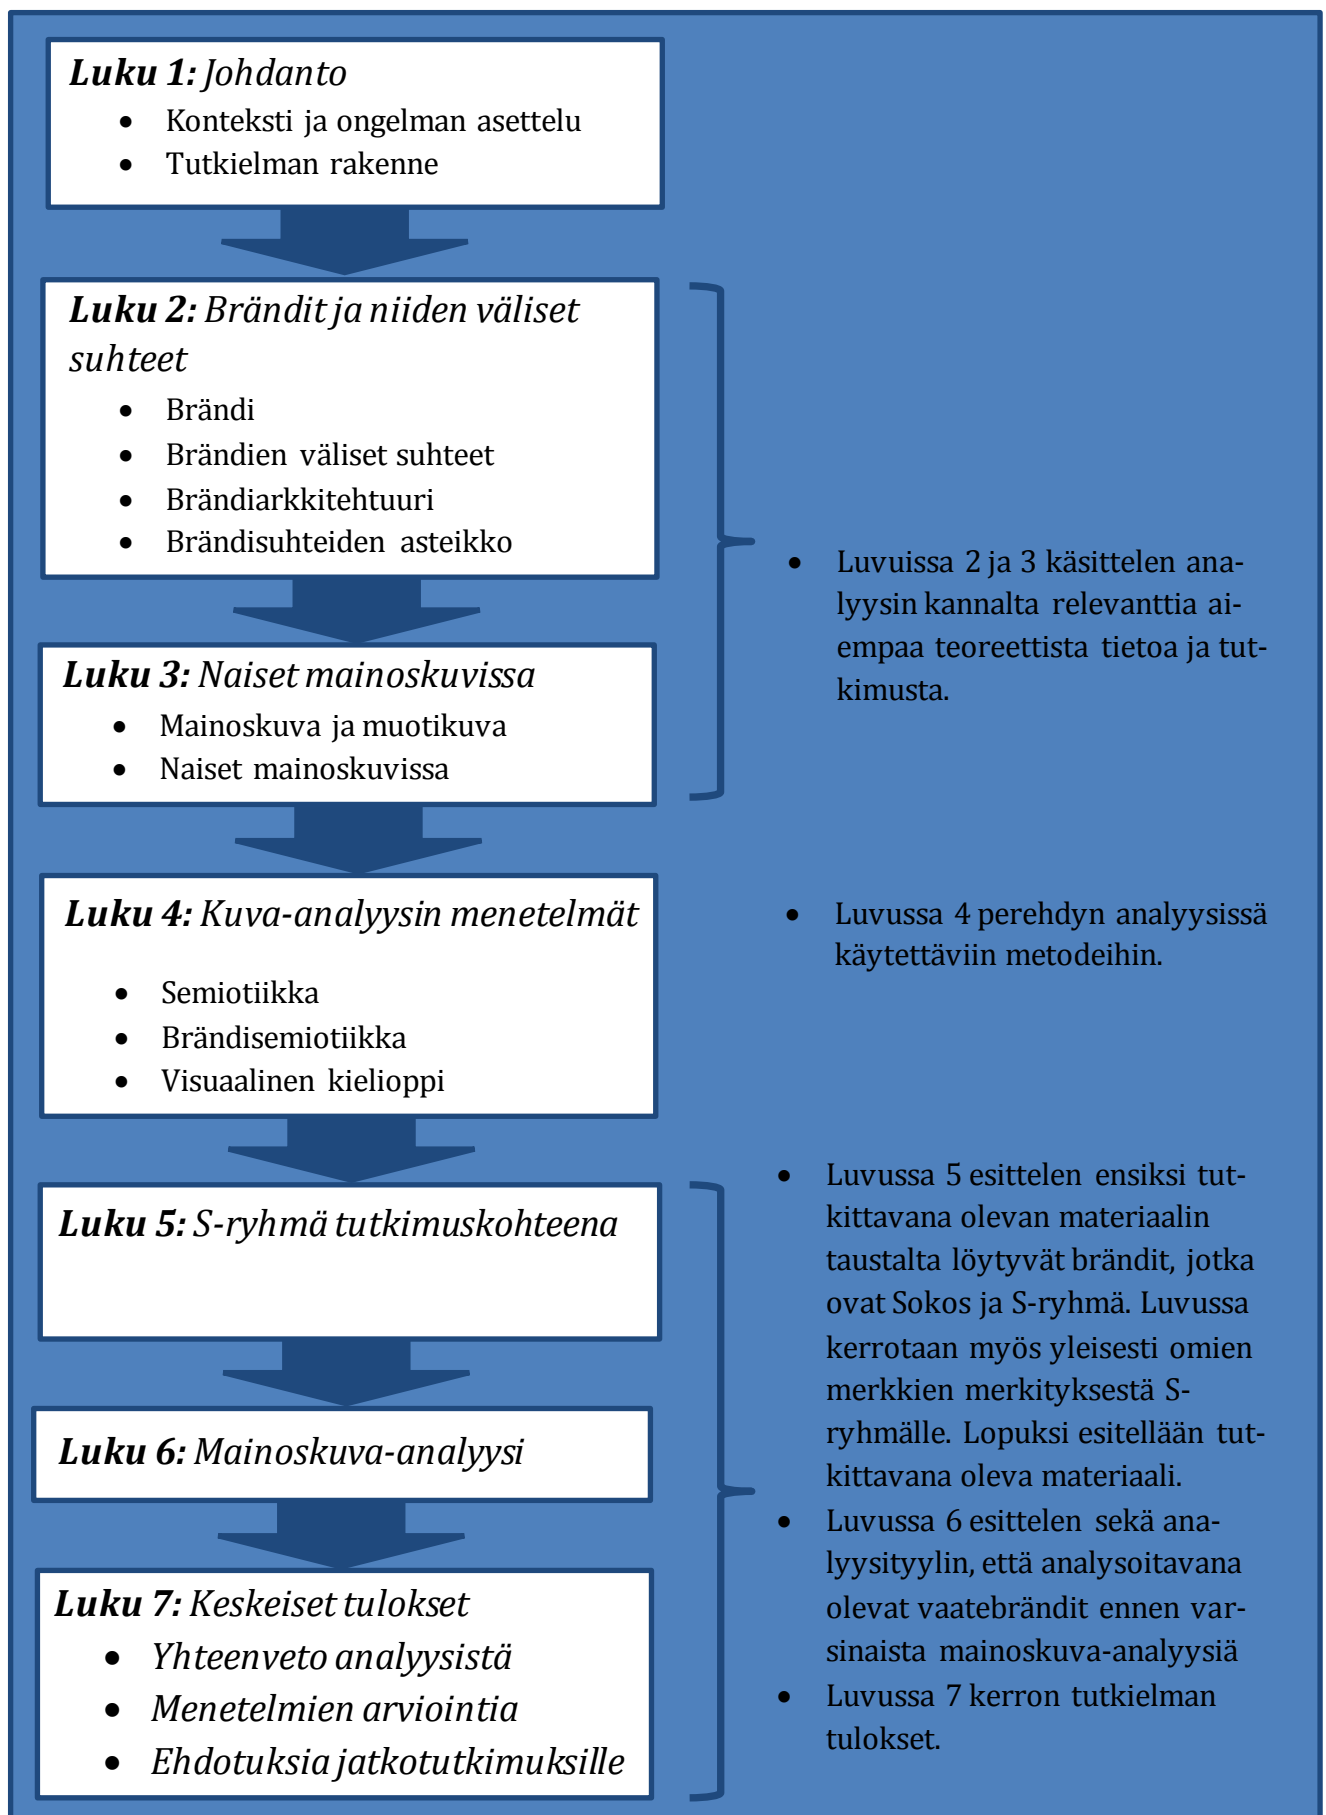 Luku 1: Johdanto
• Konteksti ja ongelman asettelu
• Tutkielman rakenne
Luku 2: Brändit ja niiden väliset
suhteet
• Brändi
• Brändien väliset suhteet
• Brändiarkkitehtuuri
• Brändisuhteiden asteikko
Luku 3: Naiset mainoskuvissa
• Mainoskuva ja muotikuva
• Naiset mainoskuvissa
• Luvuissa 2 ja 3 käsittelen ana-
lyysin kannalta relevanttia ai-
empaa teoreettista tietoa ja tut-
kimusta.
Luku 4: Kuva-analyysin menetelmät
• Semiotiikka
• Brändisemiotiikka
• Visuaalinen kielioppi
• Luvussa 4 perehdyn analyysissä
käytettäviin metodeihin.
Luku 5: S-ryhmä tutkimuskohteena
Luku 6: Mainoskuva-analyysi
Luku 7: Keskeiset tulokset
• Yhteenveto analyysistä
• Menetelmien arviointia
• Ehdotuksia jatkotutkimuksille
• Luvussa 5 esittelen ensiksi tut-
kittavana olevan materiaalin
taustalta löytyvät brändit, jotka
ovat Sokos ja S-ryhmä. Luvussa
kerrotaan myös yleisesti omien
merkkien merkityksestä S-
ryhmälle. Lopuksi esitellään tut-
kittavana oleva materiaali.
• Luvussa 6 esittelen sekä ana-
lyysityylin, että analysoitavana
olevat vaatebrändit ennen var-
sinaista mainoskuva-analyysiä
• Luvussa 7 kerron tutkielman
tulokset.